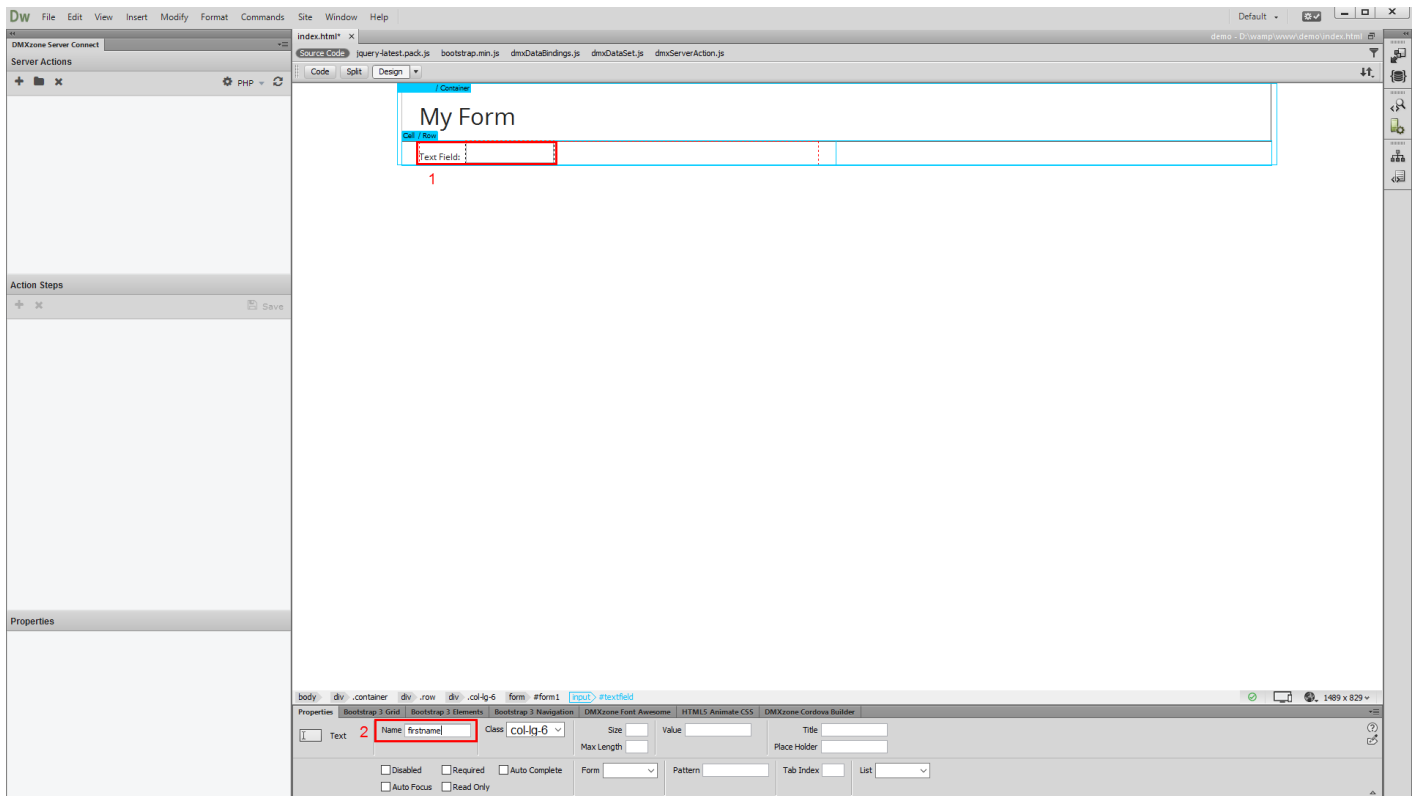 Dw File Edit View Insert Modify Format Commands Site Window Help Default
DMXzone Server Connect
Server Actions
PHP
index.html* × demo - D:\wamp\www\demo\index.html
Source Code jquery-latest.pack.js bootstrap.min.js dmxDataBindings.js dmxDataSet.js dmxServerAction.js
Code Split Design
/ Container
My Form
Cell / Row
Text Field:
1
Action Steps
Save
Properties
body div .container div .row div .col-lg-6 form #form1 input #textfield 1489 x 829
Properties Bootstrap 3 Grid Bootstrap 3 Elements Bootstrap 3 Navigation DMXzone Font Awesome HTML5 Animate CSS DMXzone Cordova Builder
Text 2 Name firstname Class col-lg-6 Size Value Title
Max Length Place Holder
Disabled Required Auto Complete Form Pattern Tab Index List
Auto Focus Read Only